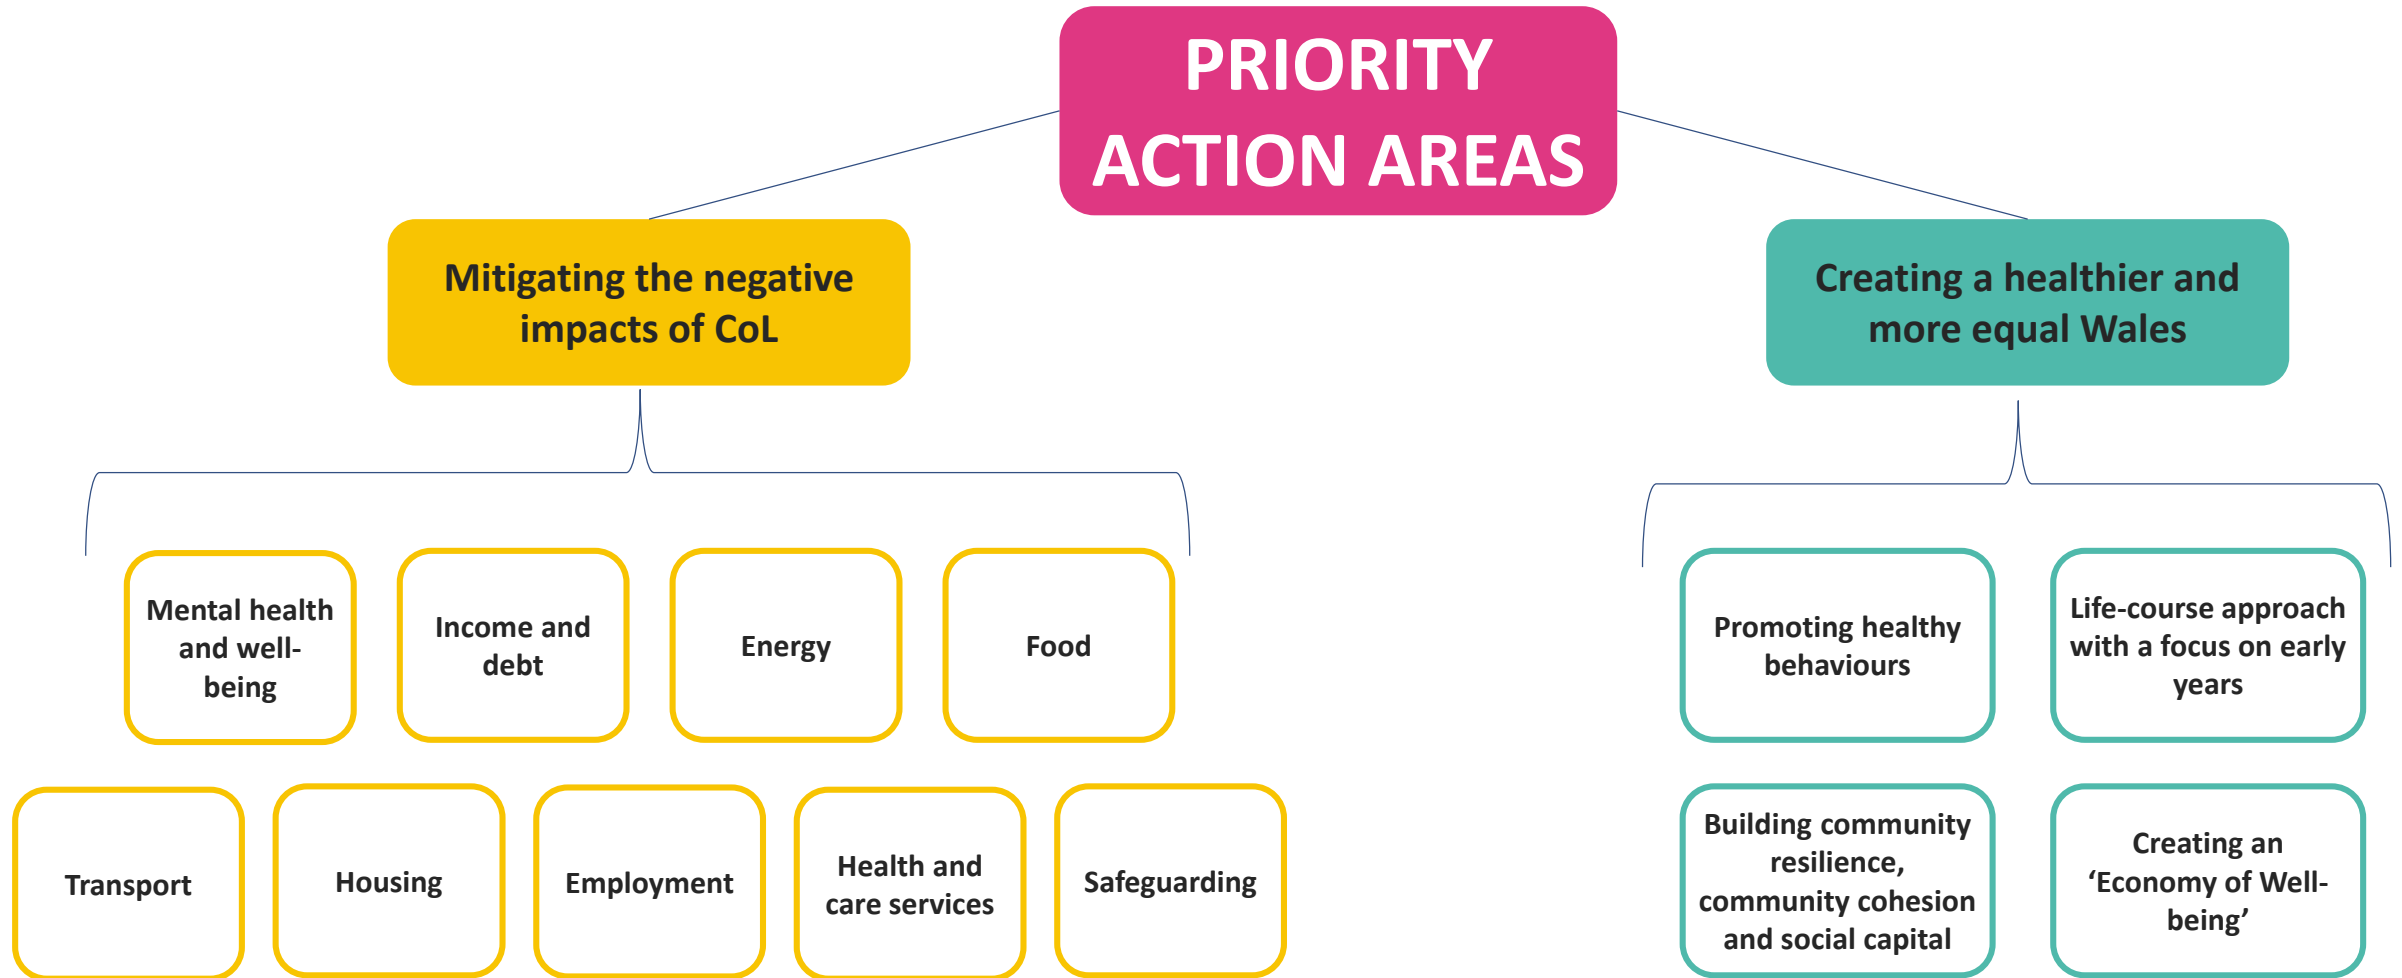 PRIORITY
ACTION AREAS
Mitigating the negative
impacts of CoL
Creating a healthier and
more equal Wales
Mental health
and well-
being
Income and
debt
Energy
Food
Promoting healthy
behaviours
Life-course approach
with a focus on early
years
Transport
Housing
Employment
Health and
care services
Safeguarding
Building community
resilience,
community cohesion
and social capital
Creating an
‘Economy of Well-
being’